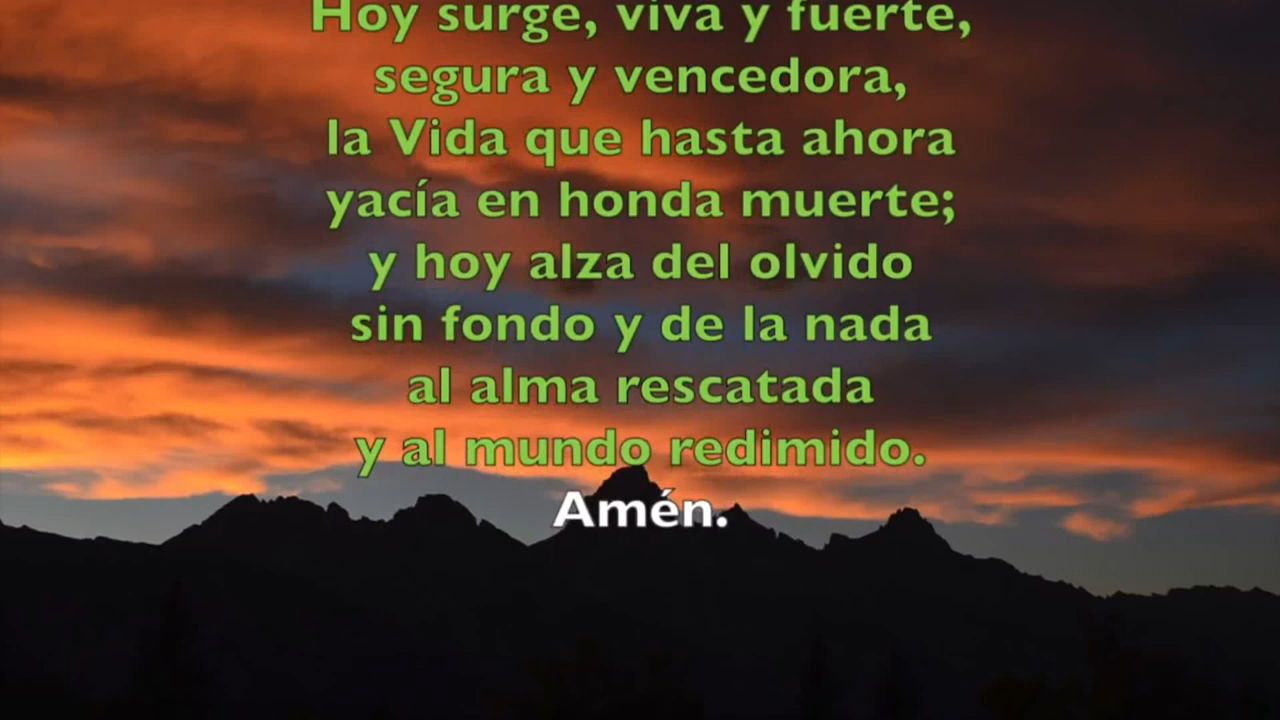 Hoy surge, viva y fuerte,
segura y vencedora,
la Vida que hasta ahora
yacía en honda muerte;
y hoy alza del olvido
sin fondo y de la nada
al alma rescatada
y al mundo redimido.
Amén.